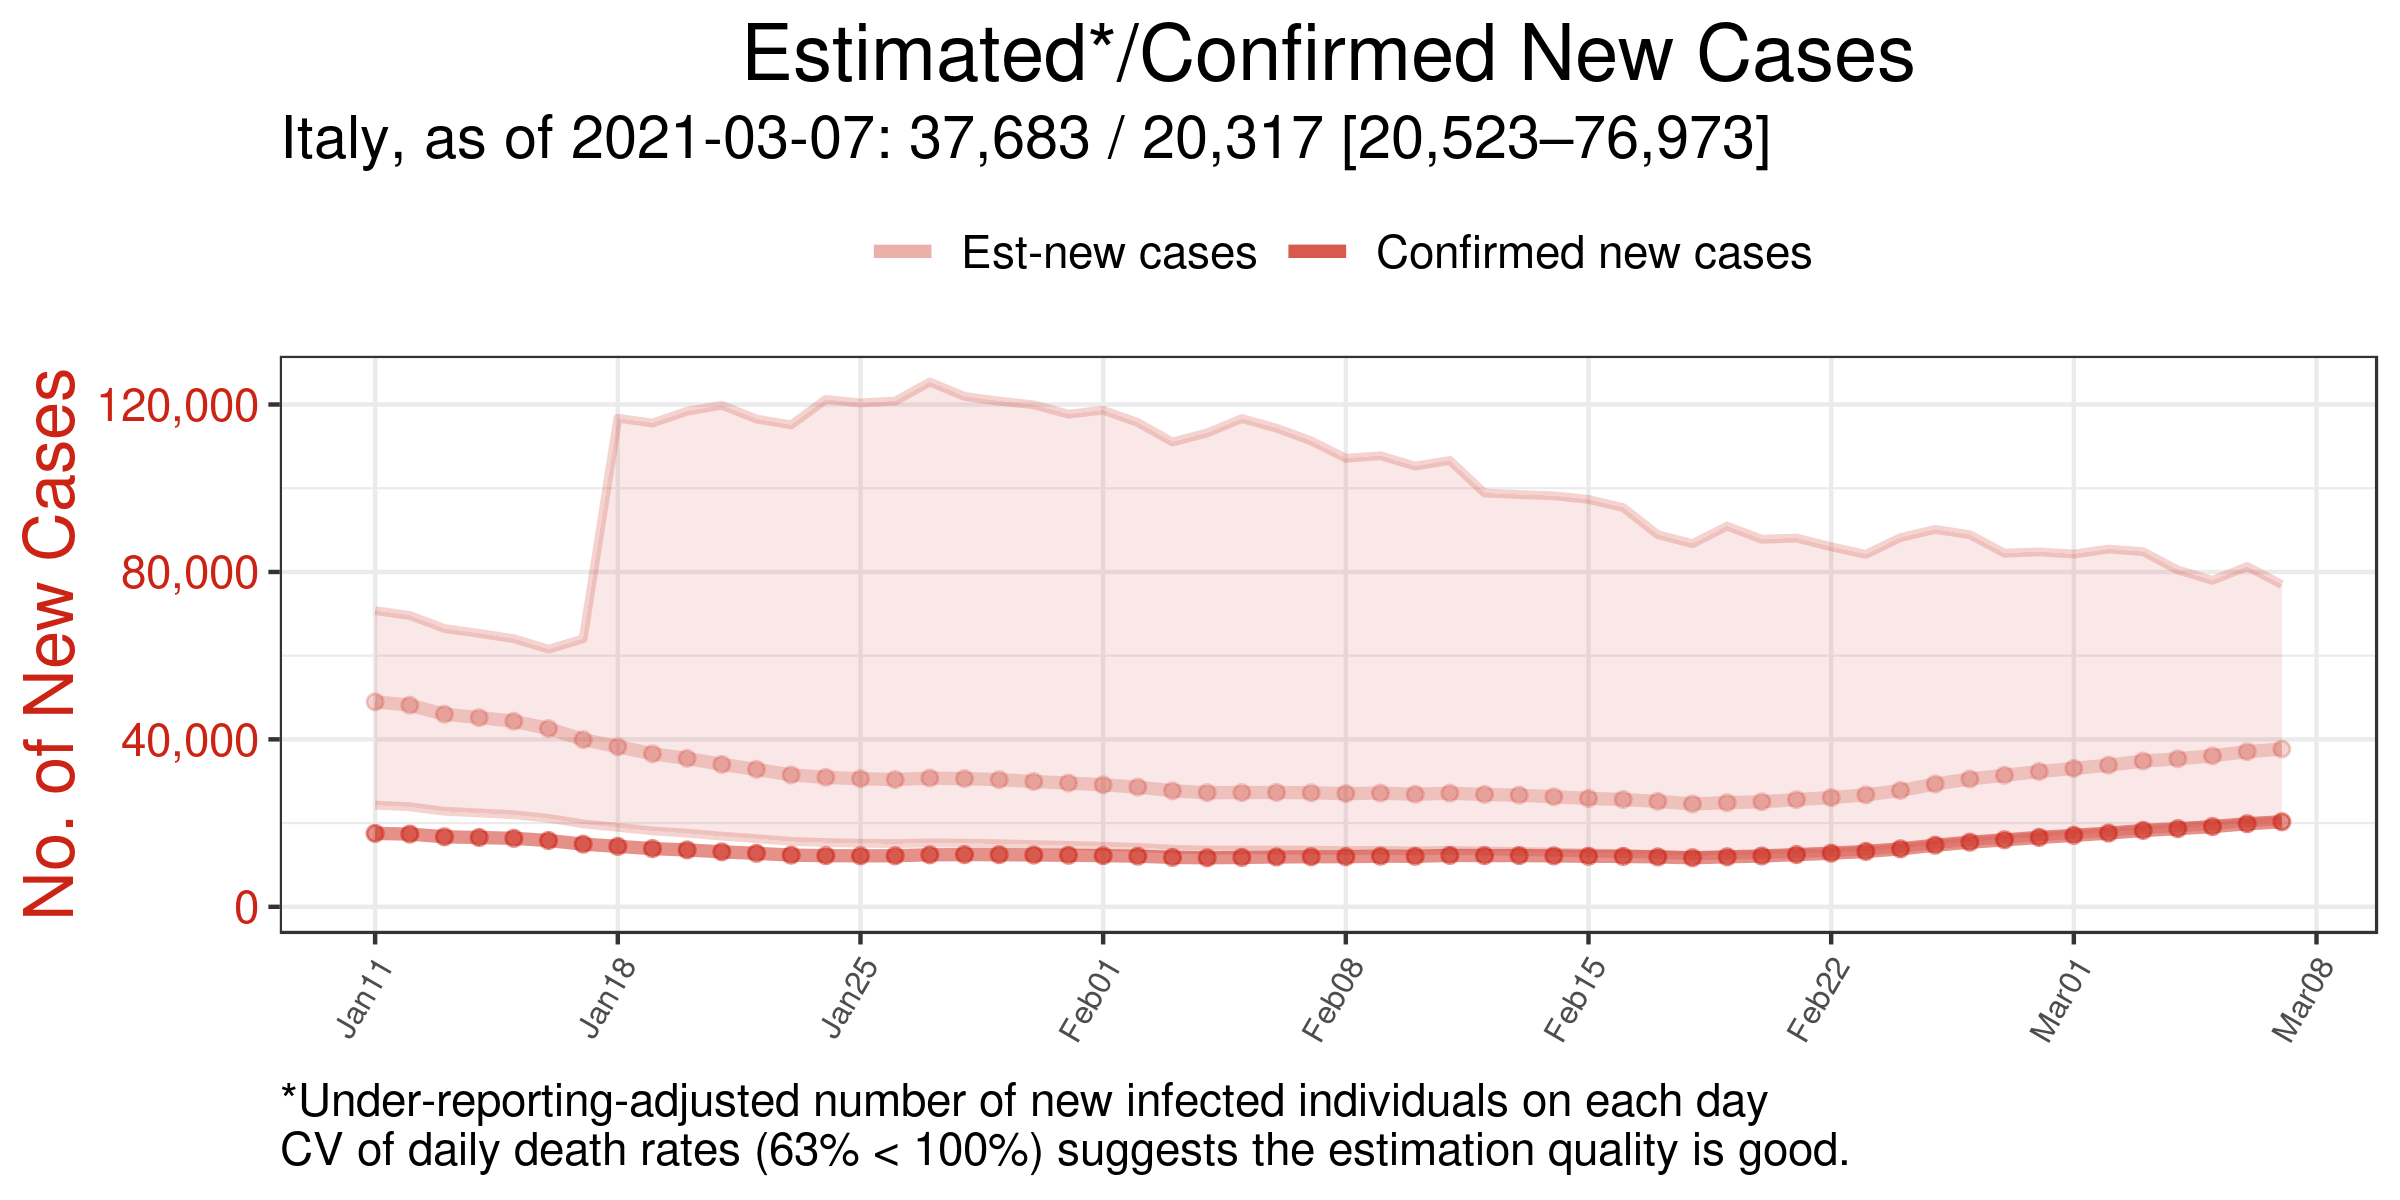 Estimated*/Confirmed New Cases
Italy, as of 2021-03-07: 37,683 / 20,317 [20,523–76,973]
Est-new cases
Confirmed new cases
No. of New Cases
120,000
80,000
40,000
0
Jan11
Jan18
Jan25
Feb01
Feb08
Feb15
Feb22
Mar01
Mar08
*Under-reporting-adjusted number of new infected individuals on each day
CV of daily death rates (63% < 100%) suggests the estimation quality is good.